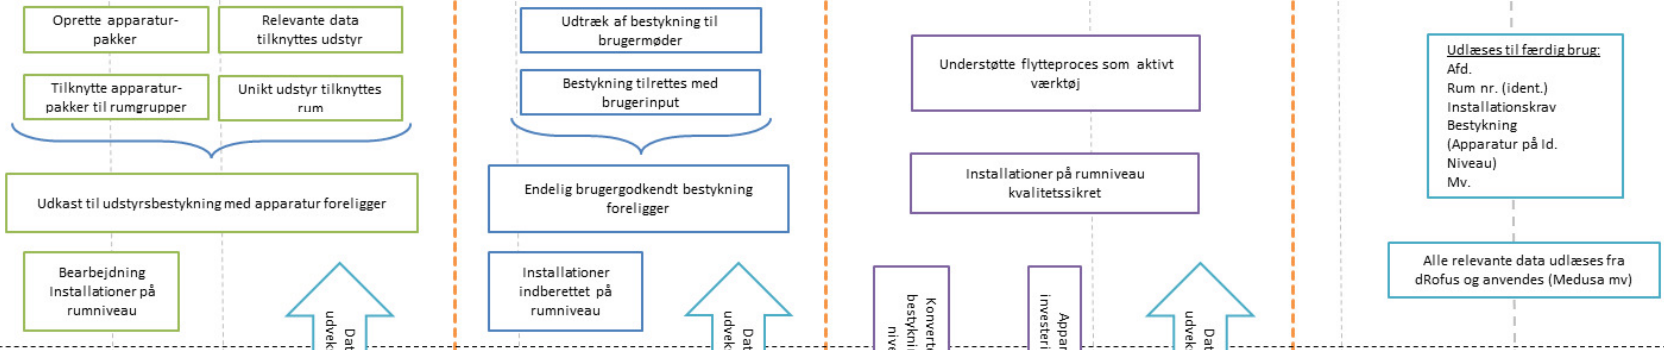 Oprette apparatur-
pakker
Relevante data
tilknyttes udstyr
Tilknytte apparatur-
pakker til rumgrupper
Unikt udstyr tilknyttes
rum
Udkast til udstyrsbestykning med apparatur foreligger
Bearbejdning
Installationer på
rumniveau
Udtræk af bestykning til
brugermøder
Bestykning tilrettes med
brugerinput
Endelig brugergodkendt bestykning
foreligger
Installationer
indberettet på
rumniveau
Understøtte flytteproces som aktivt
værktøj
Installationer på rumniveau
kvalitetssikret
Udlæses til færdig brug:
Afd.
Rum nr. (ident.)
Installationskrav
Bestykning
(Apparatur på Id.
Niveau)
Mv.
Alle relevante data udlæses fra
dRofus og anvendes (Medusa mv)